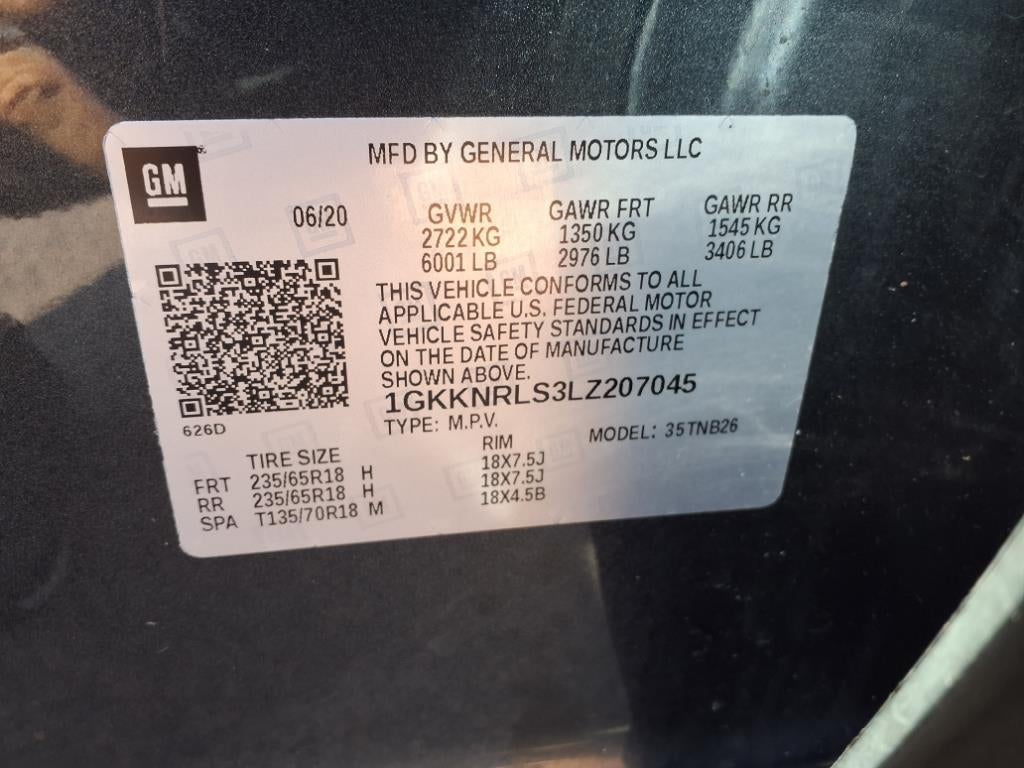 GM
MFD BY GENERAL MOTORS LLC
06/20 GVWR GAWR FRT GAWR RR
2722 KG 1350 KG 1545 KG
6001 LB 2976 LB 3406 LB
THIS VEHICLE CONFORMS TO ALL
APPLICABLE U.S. FEDERAL MOTOR
VEHICLE SAFETY STANDARDS IN EFFECT
ON THE DATE OF MANUFACTURE
SHOWN ABOVE.
1GKKNRLS3LZ207045
626D
TYPE: M.P.V. MODEL: 35TNB26
TIRE SIZE RIM
FRT 235/65R18 H 18X7.5J
RR 235/65R18 H 18X7.5J
SPA T135/70R18 M 18X4.5B